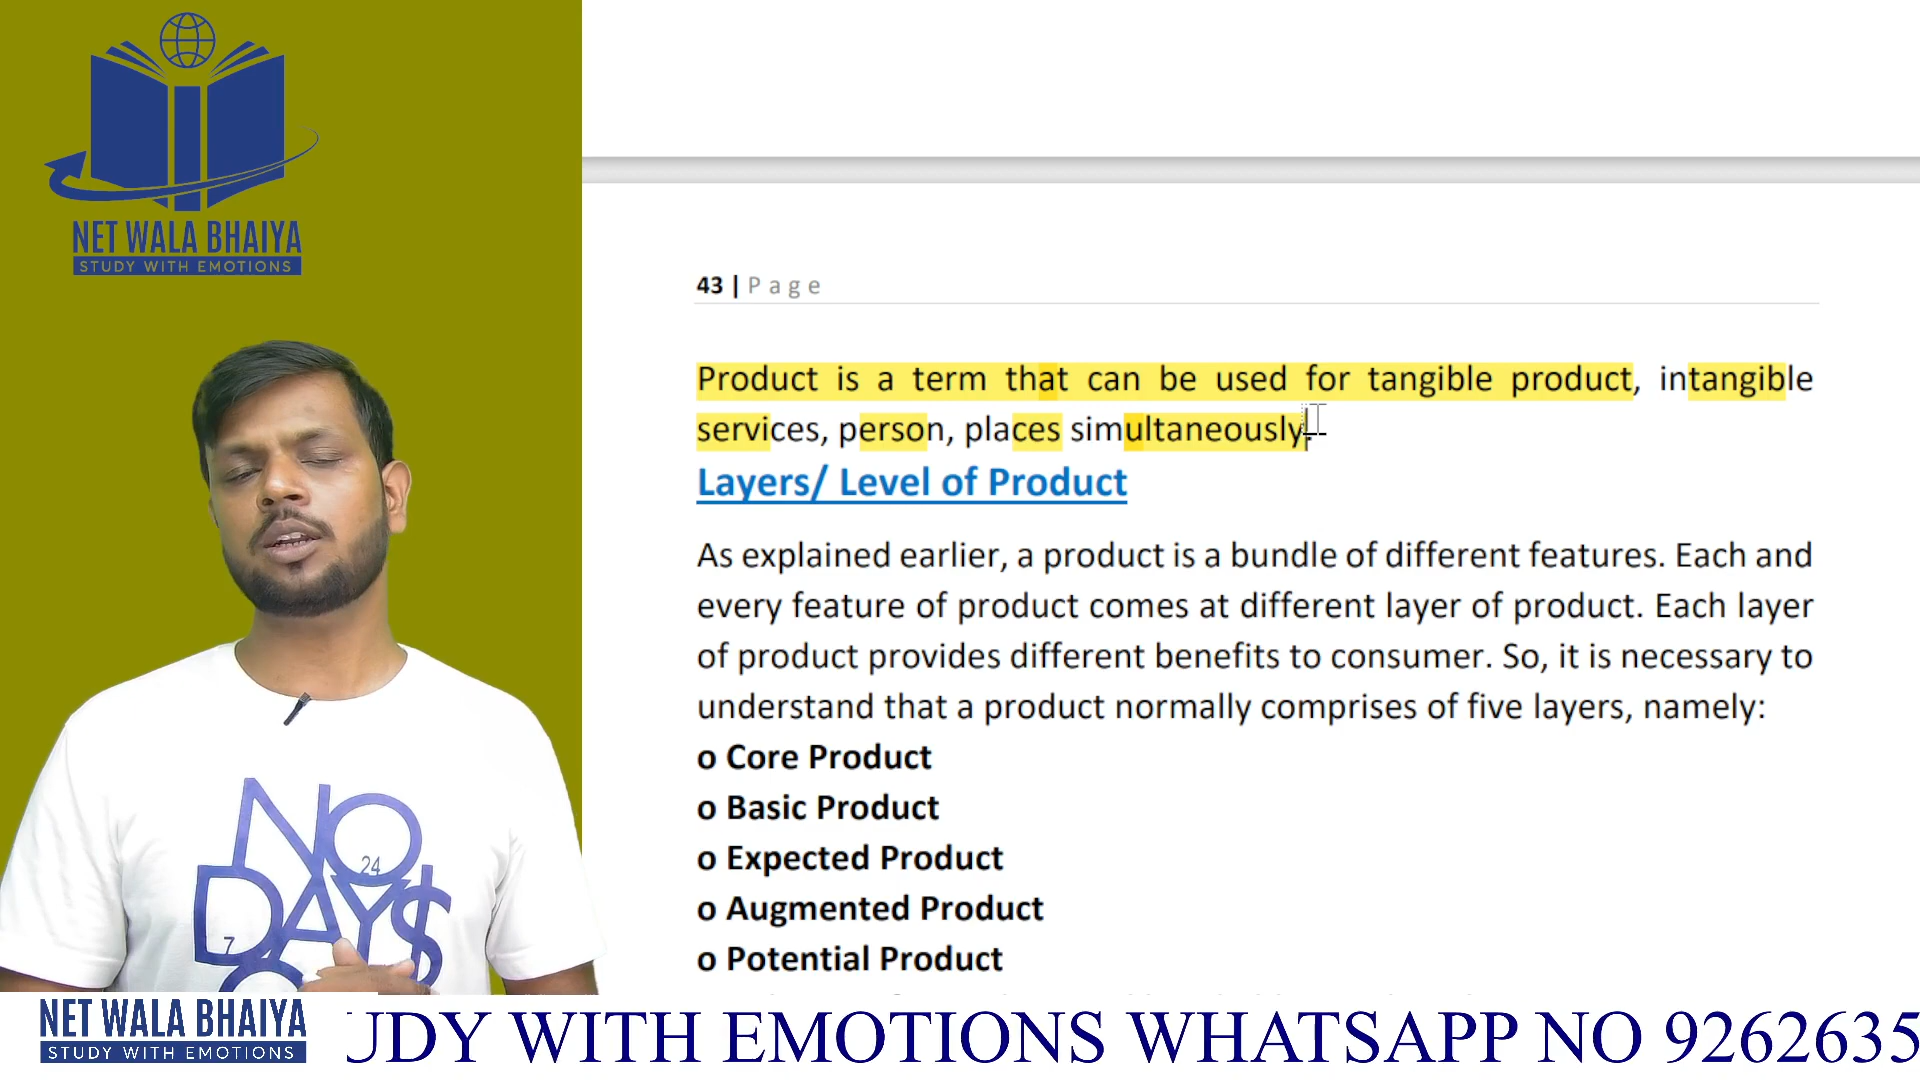 NET WALA BHAIYA
STUDY WITH EMOTIONS
43 | Page
Product is a term that can be used for tangible product, intangible
services, person, places simultaneously.
Layers/ Level of Product
As explained earlier, a product is a bundle of different features. Each and
every feature of product comes at different layer of product. Each layer
of product provides different benefits to consumer. So, it is necessary to
understand that a product normally comprises of five layers, namely:
o Core Product
o Basic Product
o Expected Product
o Augmented Product
o Potential Product
NO
24
DAYS
7
NET WALA BHAIYA
STUDY WITH EMOTIONS
UDY WITH EMOTIONS WHATSAPP NO 9262635